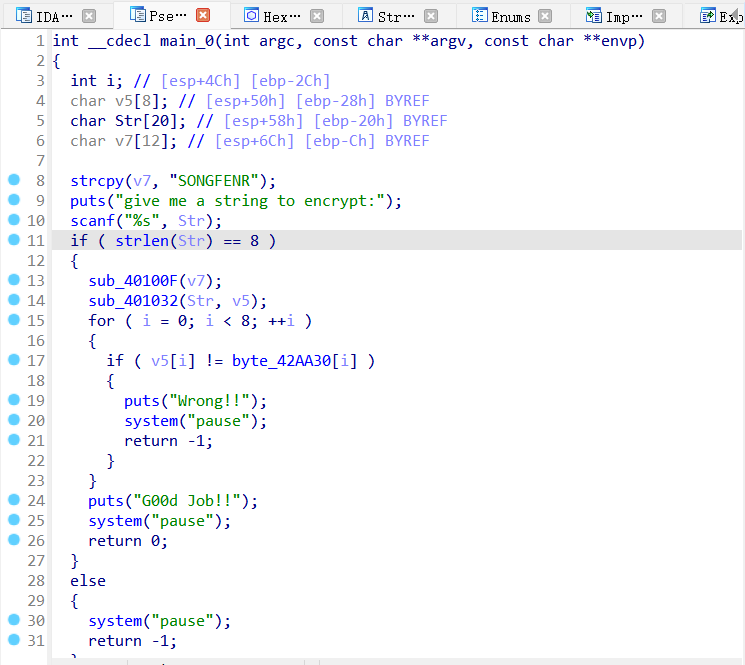 IDA··· Pse··· Hex··· Str··· Enums Imp··· Exp
1 int __cdecl main_0(int argc, const char **argv, const char **envp)
2 {
3 int i; // [esp+4Ch] [ebp-2Ch]
4 char v5[8]; // [esp+50h] [ebp-28h] BYREF
5 char Str[20]; // [esp+58h] [ebp-20h] BYREF
6 char v7[12]; // [esp+6Ch] [ebp-Ch] BYREF
7
8 strcpy(v7, "SONGFENR");
9 puts("give me a string to encrypt:");
10 scanf("%s", Str);
11 if ( strlen(Str) == 8 )
12 {
13 sub_40100F(v7);
14 sub_401032(Str, v5);
15 for ( i = 0; i < 8; ++i )
16 {
17 if ( v5[i] != byte_42AA30[i] )
18 {
19 puts("Wrong!!");
20 system("pause");
21 return -1;
22 }
23 }
24 puts("G00d Job!!");
25 system("pause");
26 return 0;
27 }
28 else
29 {
30 system("pause");
31 return -1;